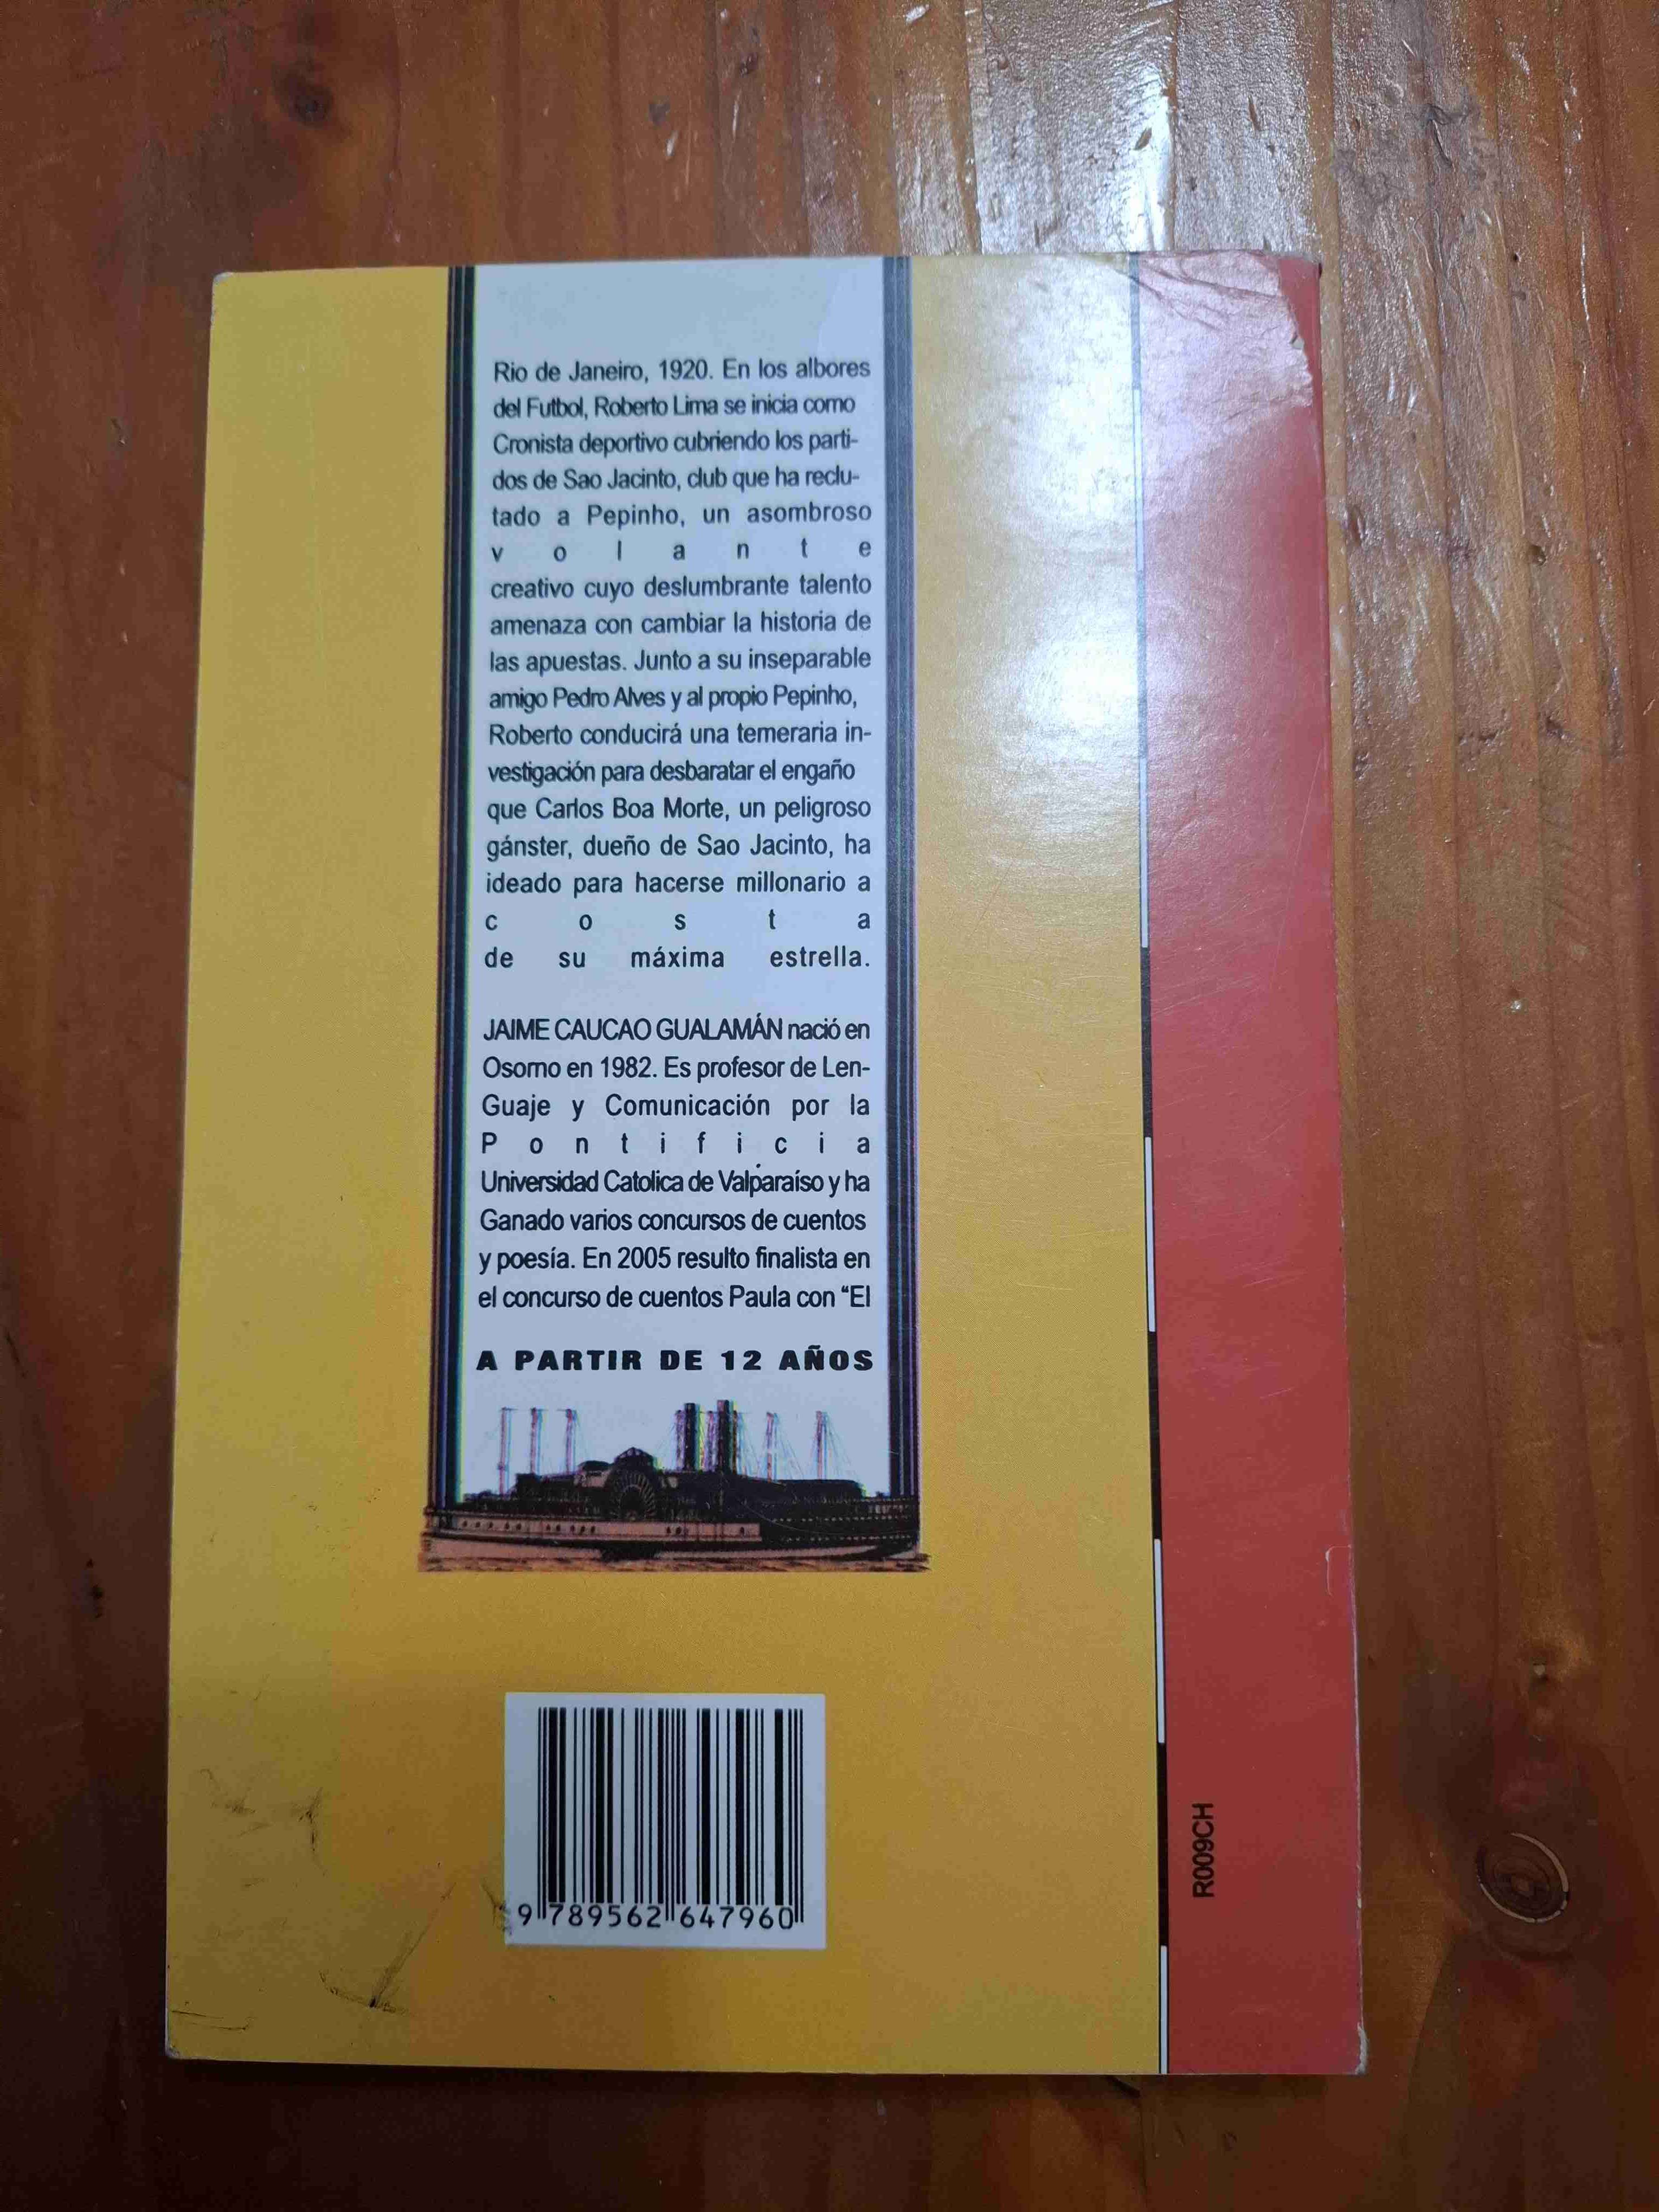 Rio de Janeiro, 1920. En los albores
del Futbol, Roberto Lima se inicia como
Cronista deportivo cubriendo los parti-
dos de Sao Jacinto, club que ha reclu-
tado a Pepinho, un asombroso
v o l a n t e
creativo cuyo deslumbrante talento
amenaza con cambiar la historia de
las apuestas. Junto a su inseparable
amigo Pedro Alves y al propio Pepinho,
Roberto conducirá una temeraria in-
vestigación para desbaratar el engaño
que Carlos Boa Morte, un peligroso
gánster, dueño de Sao Jacinto, ha
ideado para hacerse millonario a
c o s t a
de su máxima estrella.
JAIME CAUCAO GUALAMÁN nació en
Osorno en 1982. Es profesor de Len-
Guaje y Comunicación por la
P o n t i f i c i a
Universidad Catolica de Valparaíso y ha
Ganado varios concursos de cuentos
y poesía. En 2005 resulto finalista en
el concurso de cuentos Paula con “El
A PARTIR DE 12 AÑOS
9 789562 647960
R009CH